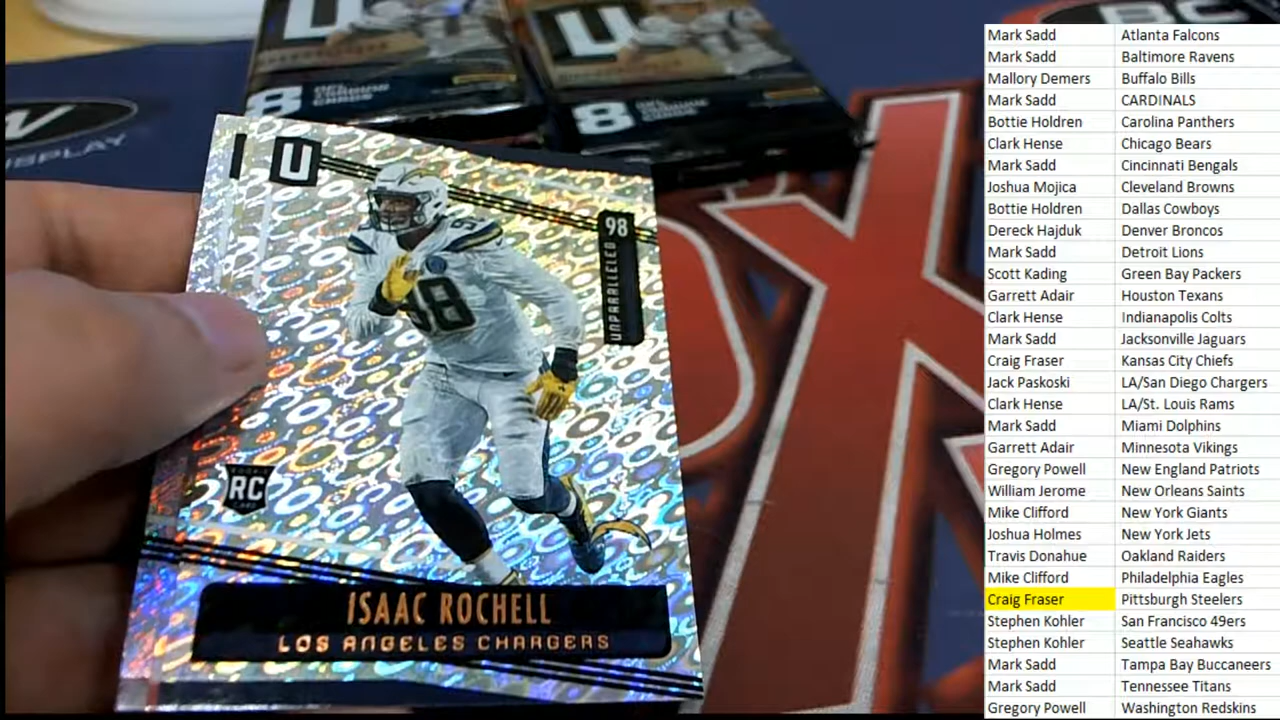 U
U
8
8
U
98
UNPARALLELED
98
ROOKIE
RC
CARD
ISAAC ROCHELL
LOS ANGELES CHARGERS
DISPLAY
Mark Sadd Atlanta Falcons
Mark Sadd Baltimore Ravens
Mallory Demers Buffalo Bills
Mark Sadd CARDINALS
Bottie Holdren Carolina Panthers
Clark Hense Chicago Bears
Mark Sadd Cincinnati Bengals
Joshua Mojica Cleveland Browns
Bottie Holdren Dallas Cowboys
Dereck Hajduk Denver Broncos
Mark Sadd Detroit Lions
Scott Kading Green Bay Packers
Garrett Adair Houston Texans
Clark Hense Indianapolis Colts
Mark Sadd Jacksonville Jaguars
Craig Fraser Kansas City Chiefs
Jack Paskoski LA/San Diego Chargers
Clark Hense LA/St. Louis Rams
Mark Sadd Miami Dolphins
Garrett Adair Minnesota Vikings
Gregory Powell New England Patriots
William Jerome New Orleans Saints
Mike Clifford New York Giants
Joshua Holmes New York Jets
Travis Donahue Oakland Raiders
Mike Clifford Philadelphia Eagles
Craig Fraser Pittsburgh Steelers
Stephen Kohler San Francisco 49ers
Stephen Kohler Seattle Seahawks
Mark Sadd Tampa Bay Buccaneers
Mark Sadd Tennessee Titans
Gregory Powell Washington Redskins